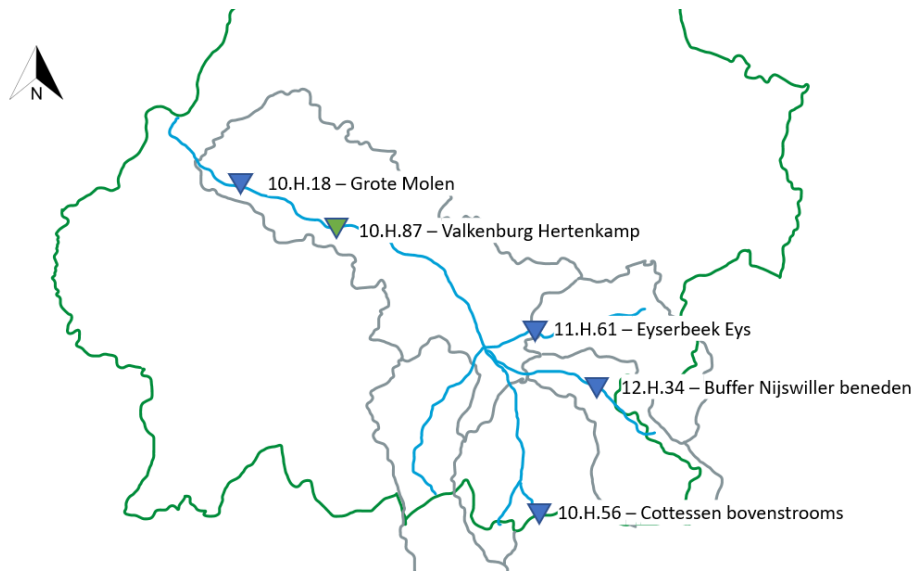 N
10.H.18 – Grote Molen
10.H.87 – Valkenburg Hertenkamp
11.H.61 – Eyserbeek Eys
12.H.34 – Buffer Nijswiller beneden
10.H.56 – Cottessen bovenstrooms